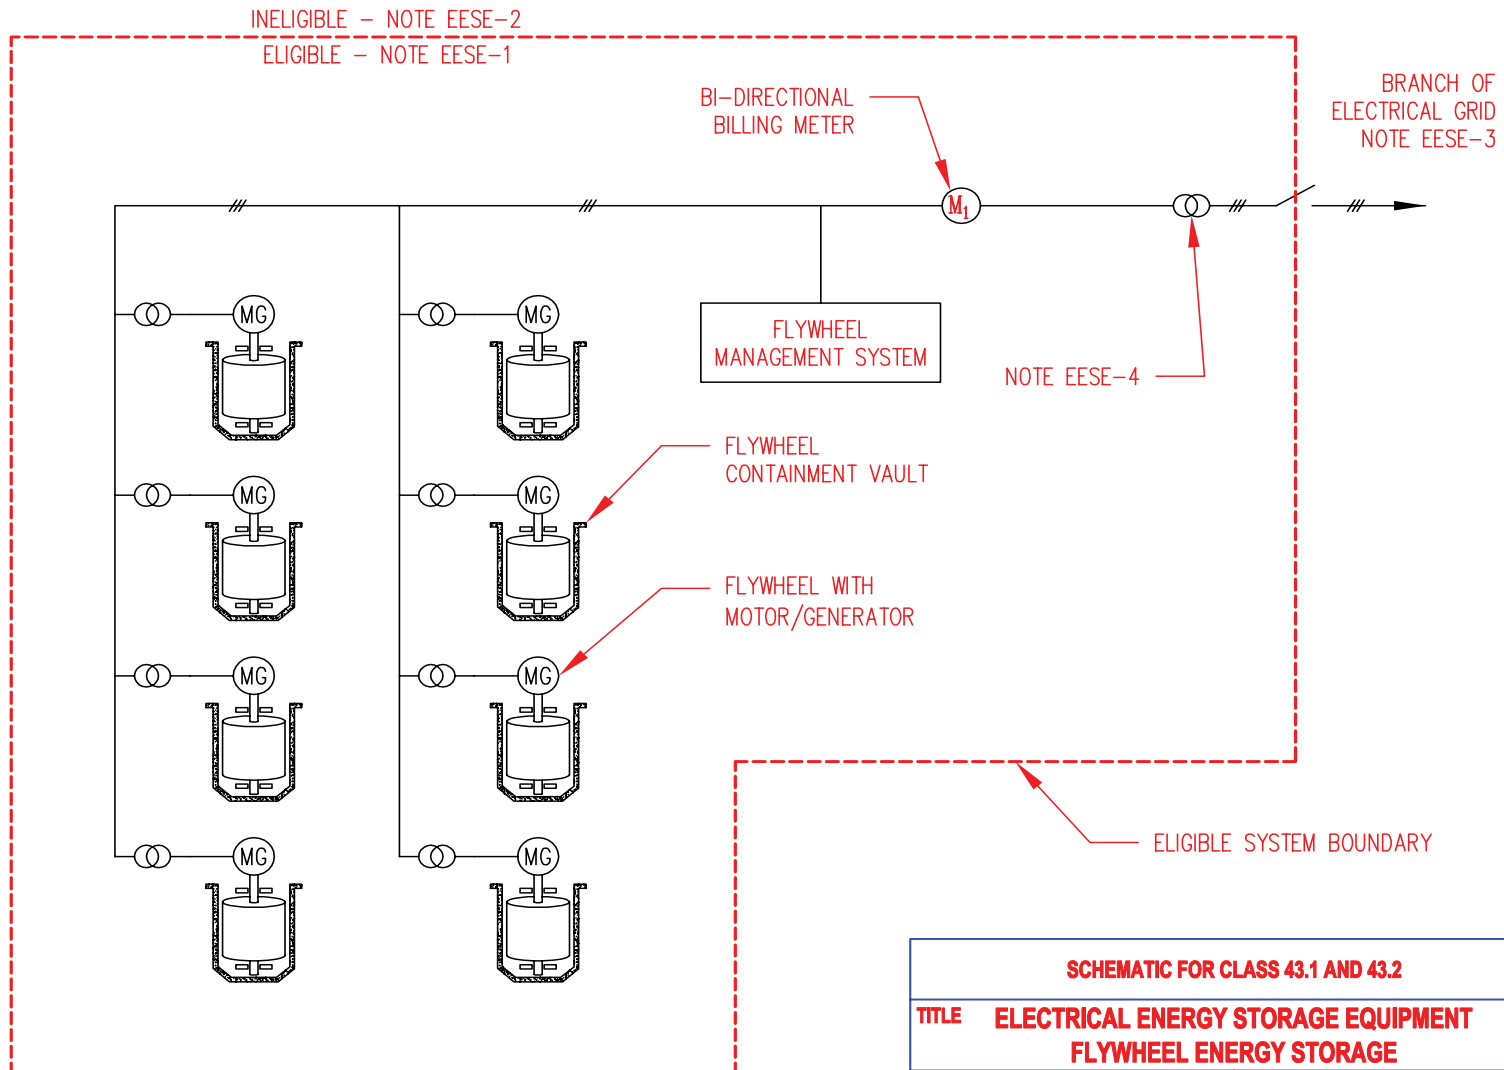 INELIGIBLE - NOTE EESE-2
ELIGIBLE - NOTE EESE-1
BRANCH OF
ELECTRICAL GRID
NOTE EESE-3
BI-DIRECTIONAL
BILLING METER
M1
MG
MG
FLYWHEEL
MANAGEMENT SYSTEM
NOTE EESE-4
FLYWHEEL
CONTAINMENT VAULT
MG
MG
FLYWHEEL WITH
MOTOR/GENERATOR
MG
MG
ELIGIBLE SYSTEM BOUNDARY
MG
MG
SCHEMATIC FOR CLASS 43.1 AND 43.2
TITLE ELECTRICAL ENERGY STORAGE EQUIPMENT
FLYWHEEL ENERGY STORAGE